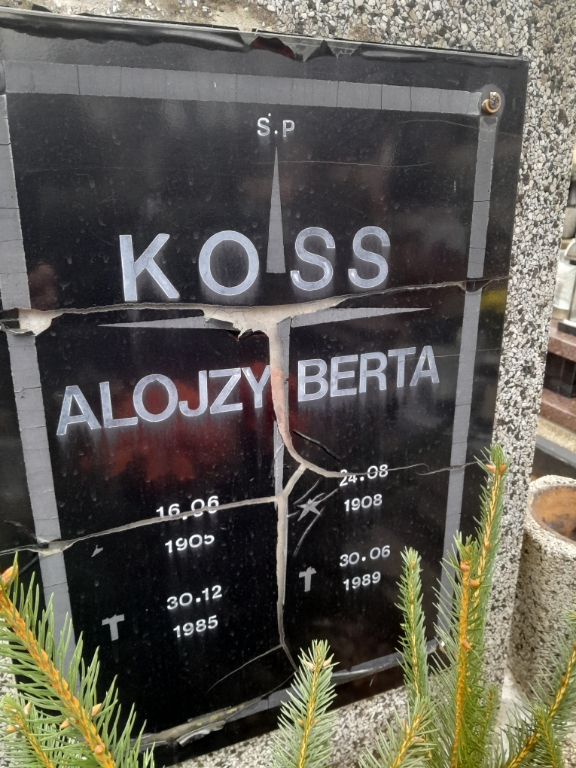 S.P
KOSS
ALOJZY BERTA
16.06 24.08
1905 1908
30.12 30.06
1985 1989